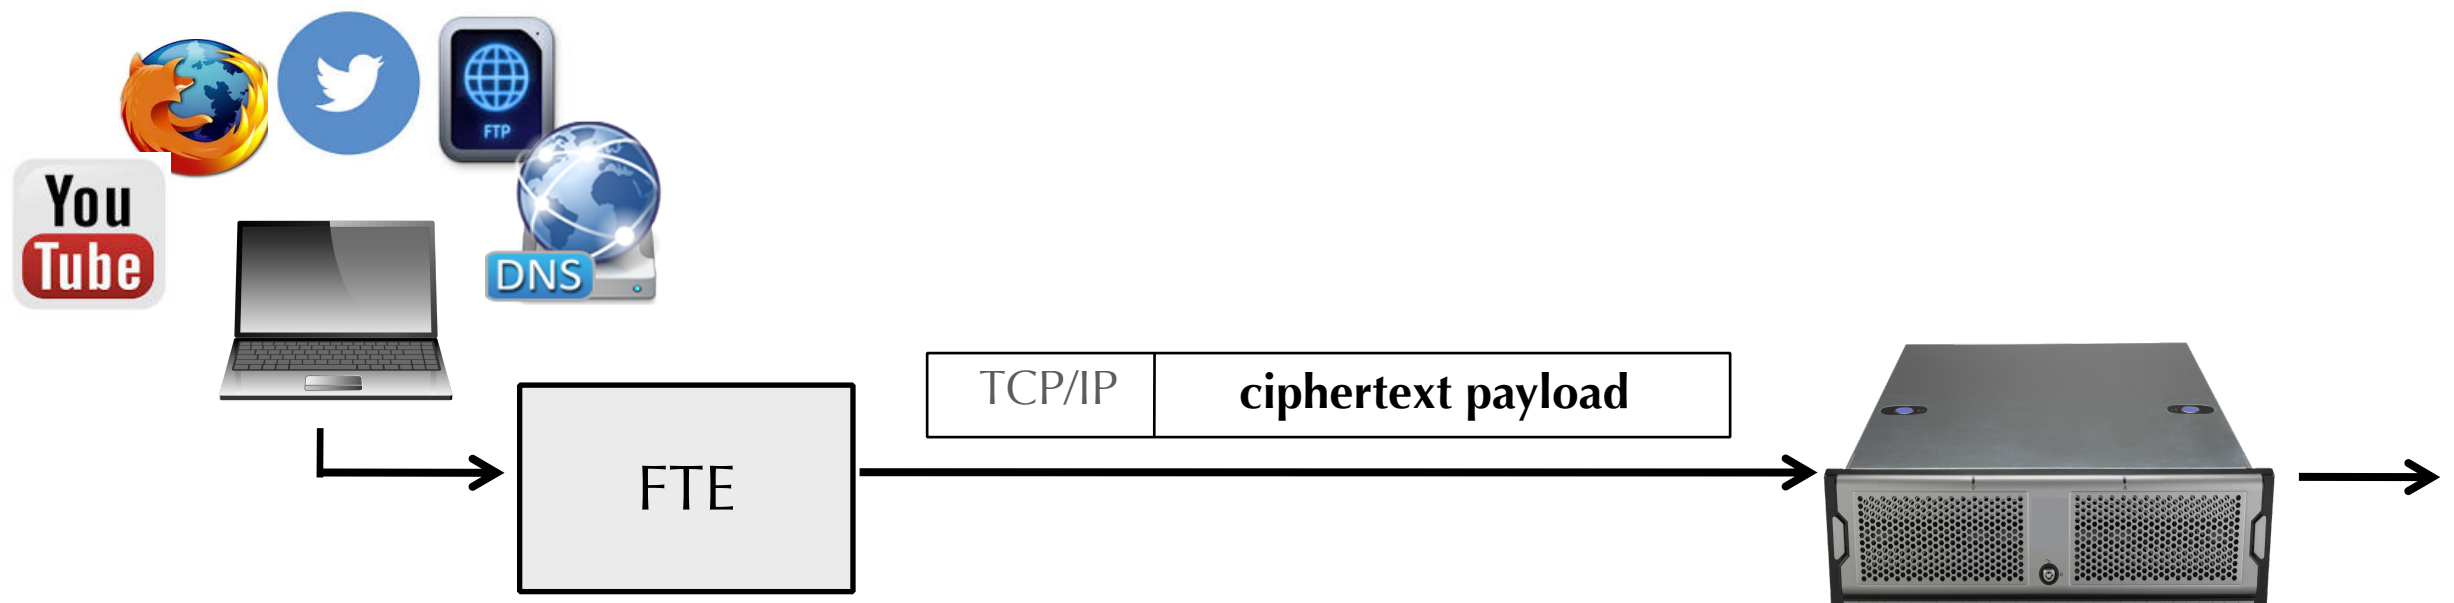 FTP
You
Tube
DNS
TCP/IP
ciphertext payload
FTE